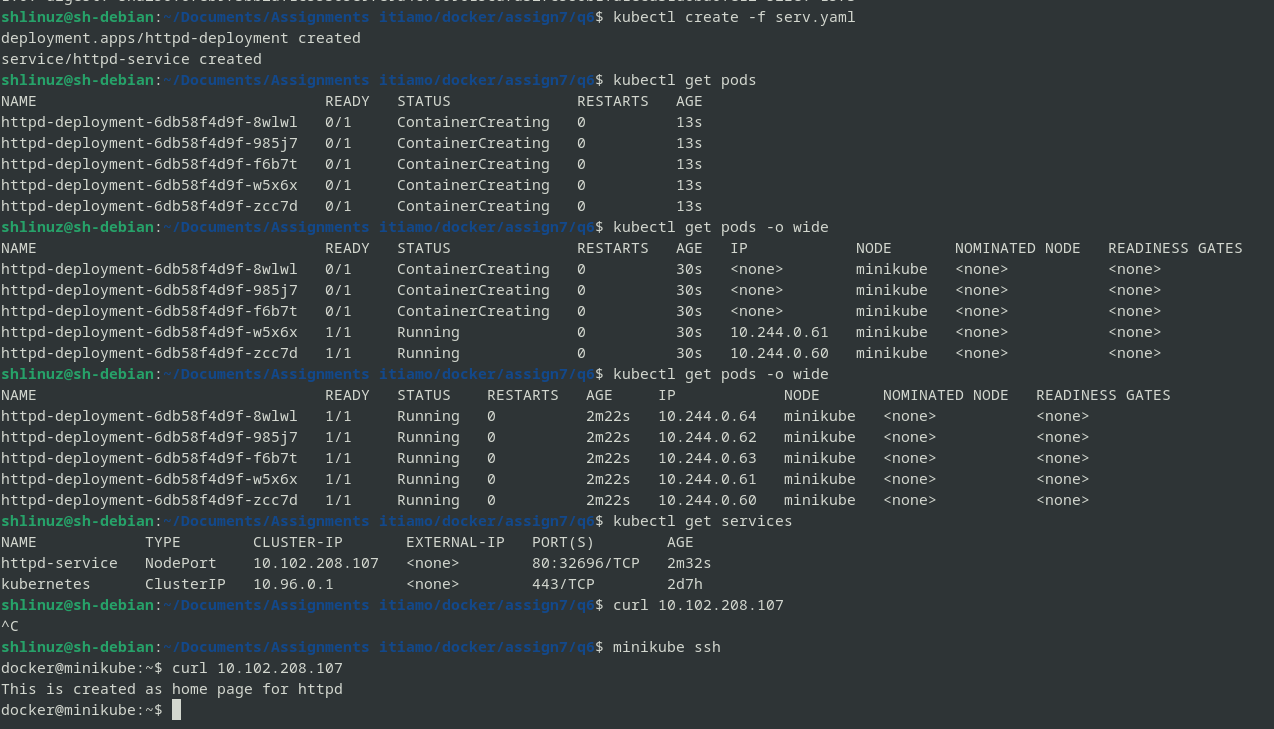 shlinuz@sh-debian:~/Documents/Assignments itiamo/docker/assign7/q6$ kubectl create -f serv.yaml
deployment.apps/httpd-deployment created
service/httpd-service created
shlinuz@sh-debian:~/Documents/Assignments itiamo/docker/assign7/q6$ kubectl get pods
NAME                                READY   STATUS              RESTARTS   AGE
httpd-deployment-6db58f4d9f-8wlwl   0/1     ContainerCreating   0          13s
httpd-deployment-6db58f4d9f-985j7   0/1     ContainerCreating   0          13s
httpd-deployment-6db58f4d9f-f6b7t   0/1     ContainerCreating   0          13s
httpd-deployment-6db58f4d9f-w5x6x   0/1     ContainerCreating   0          13s
httpd-deployment-6db58f4d9f-zcc7d   0/1     ContainerCreating   0          13s
shlinuz@sh-debian:~/Documents/Assignments itiamo/docker/assign7/q6$ kubectl get pods -o wide
NAME                                READY   STATUS              RESTARTS   AGE   IP            NODE       NOMINATED NODE   READINESS GATES
httpd-deployment-6db58f4d9f-8wlwl   0/1     ContainerCreating   0          30s   <none>        minikube   <none>           <none>
httpd-deployment-6db58f4d9f-985j7   0/1     ContainerCreating   0          30s   <none>        minikube   <none>           <none>
httpd-deployment-6db58f4d9f-f6b7t   0/1     ContainerCreating   0          30s   <none>        minikube   <none>           <none>
httpd-deployment-6db58f4d9f-w5x6x   1/1     Running             0          30s   10.244.0.61   minikube   <none>           <none>
httpd-deployment-6db58f4d9f-zcc7d   1/1     Running             0          30s   10.244.0.60   minikube   <none>           <none>
shlinuz@sh-debian:~/Documents/Assignments itiamo/docker/assign7/q6$ kubectl get pods -o wide
NAME                                READY   STATUS    RESTARTS   AGE     IP            NODE       NOMINATED NODE   READINESS GATES
httpd-deployment-6db58f4d9f-8wlwl   1/1     Running   0          2m22s   10.244.0.64   minikube   <none>           <none>
httpd-deployment-6db58f4d9f-985j7   1/1     Running   0          2m22s   10.244.0.62   minikube   <none>           <none>
httpd-deployment-6db58f4d9f-f6b7t   1/1     Running   0          2m22s   10.244.0.63   minikube   <none>           <none>
httpd-deployment-6db58f4d9f-w5x6x   1/1     Running   0          2m22s   10.244.0.61   minikube   <none>           <none>
httpd-deployment-6db58f4d9f-zcc7d   1/1     Running   0          2m22s   10.244.0.60   minikube   <none>           <none>
shlinuz@sh-debian:~/Documents/Assignments itiamo/docker/assign7/q6$ kubectl get services
NAME            TYPE        CLUSTER-IP       EXTERNAL-IP   PORT(S)        AGE
httpd-service   NodePort    10.102.208.107   <none>        80:32696/TCP   2m32s
kubernetes      ClusterIP   10.96.0.1        <none>        443/TCP        2d7h
shlinuz@sh-debian:~/Documents/Assignments itiamo/docker/assign7/q6$ curl 10.102.208.107
^C
shlinuz@sh-debian:~/Documents/Assignments itiamo/docker/assign7/q6$ minikube ssh
docker@minikube:~$ curl 10.102.208.107
This is created as home page for httpd
docker@minikube:~$